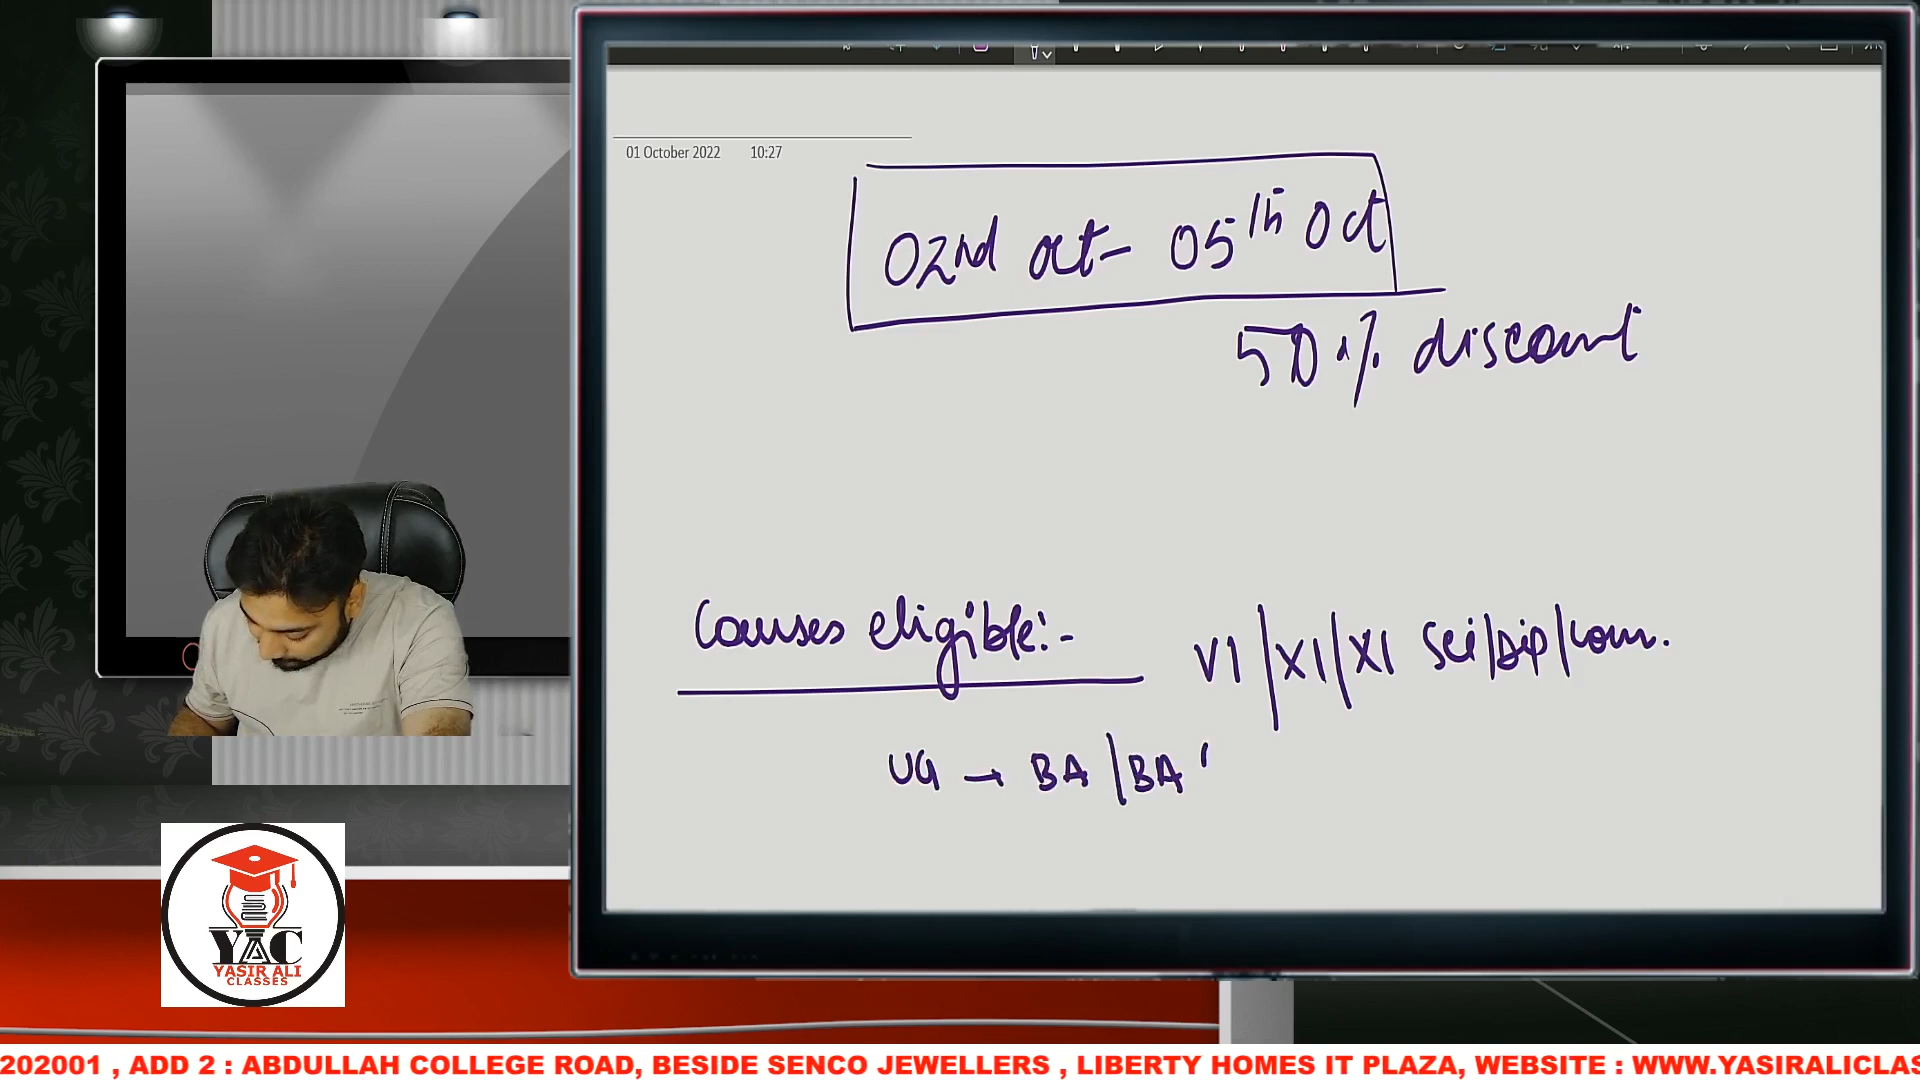 01 October 2022 10:27
02nd oct - 05th Oct
50% discount
Courses eligible:-
VI/XI/XI Sci/Dip/Com.
UG → BA/BA
YAC
YASIR ALI
CLASSES
202001 , ADD 2 : ABDULLAH COLLEGE ROAD, BESIDE SENCO JEWELLERS , LIBERTY HOMES IT PLAZA, WEBSITE : WWW.YASIRALICLAS